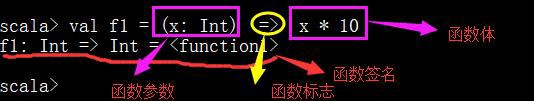 scala> val f1 = (x: Int) => x * 10 函数体
f1: Int => Int = <function1>
函数签名
scala> 函数参数 函数标志